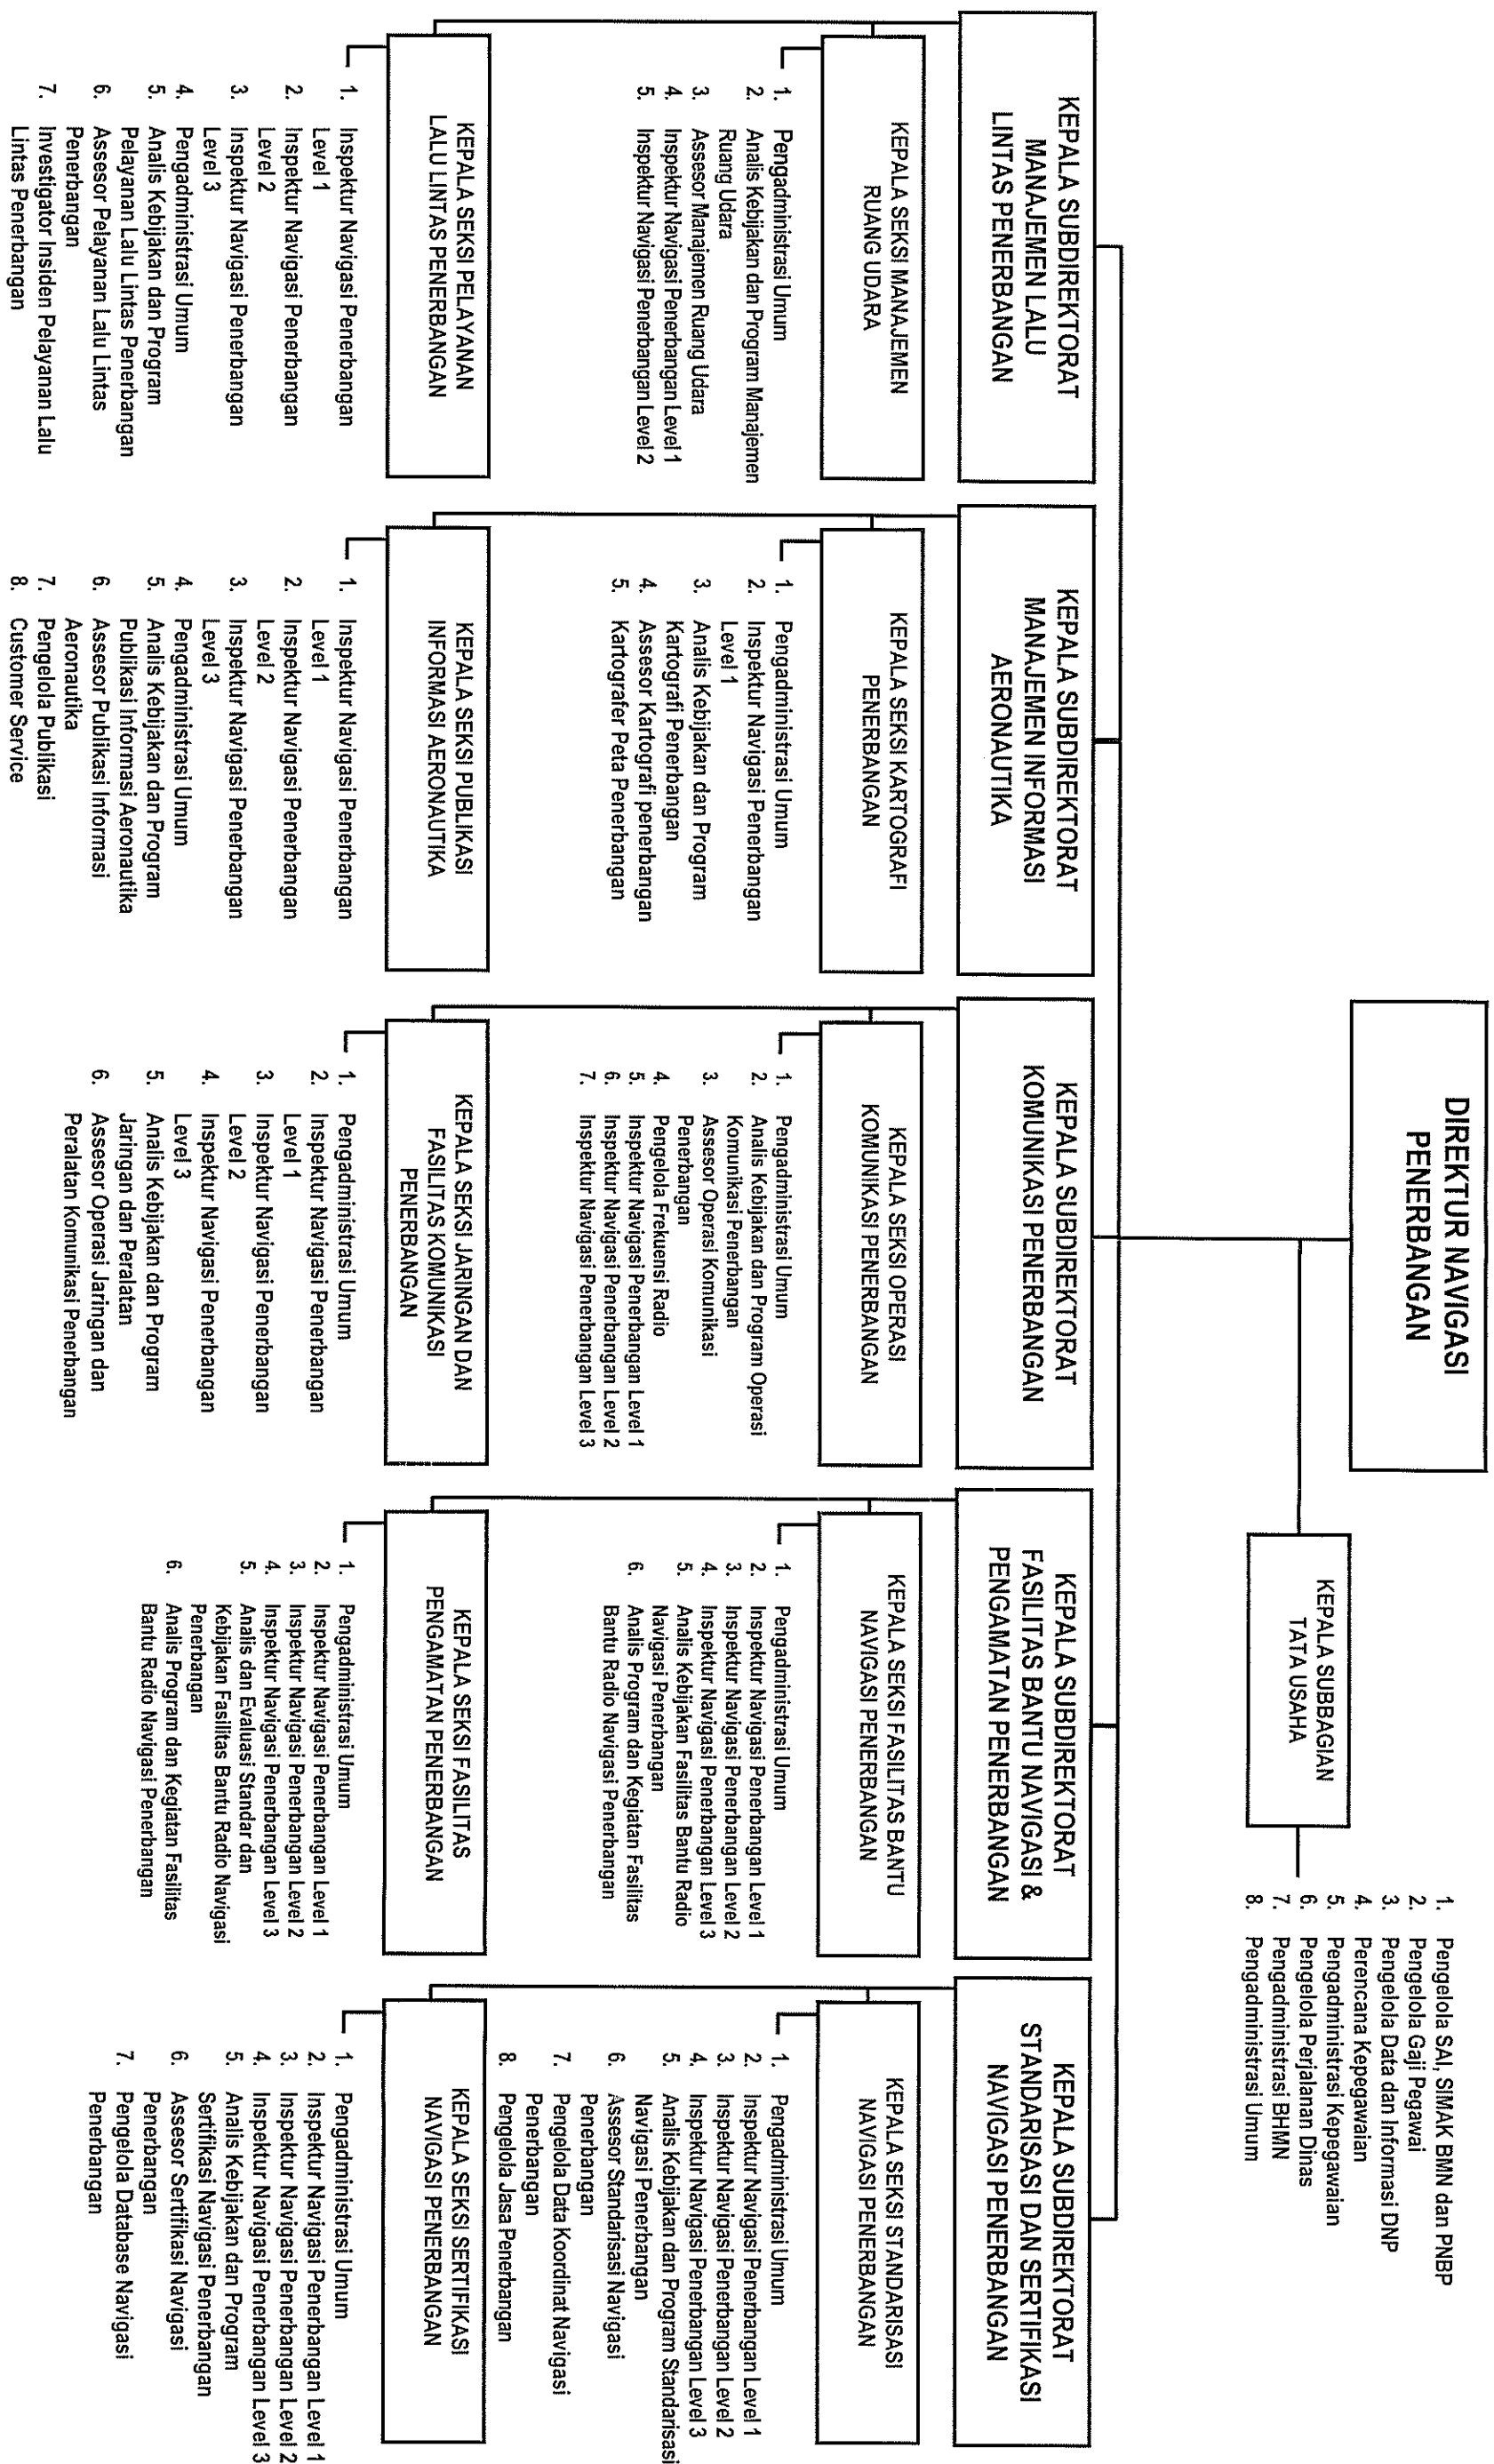 DIREKTUR NAVIGASI
PENERBANGAN
KEPALA SUBBAGIAN
TATA USAHA
1. Pengelola SAI, SIMAK BMN dan PNBP
2. Pengelola Gaji Pegawai
3. Pengelola Data dan Informasi DNP
4. Perencana Kepegawaian
5. Pengadministrasi Kepegawaian
6. Pengelola Perjalanan Dinas
7. Pengadministrasi BHMN
8. Pengadministrasi Umum
KEPALA SUBDIREKTORAT
MANAJEMEN LALU
LINTAS PENERBANGAN
KEPALA SEKSI MANAJEMEN
RUANG UDARA
1. Pengadministrasi Umum
2. Analis Kebijakan dan Program Manajemen
Ruang Udara
3. Assesor Manajemen Ruang Udara
4. Inspektur Navigasi Penerbangan Level 1
5. Inspektur Navigasi Penerbangan Level 2
KEPALA SEKSI PELAYANAN
LALU LINTAS PENERBANGAN
1. Inspektur Navigasi Penerbangan
Level 1
2. Inspektur Navigasi Penerbangan
Level 2
3. Inspektur Navigasi Penerbangan
Level 3
4. Pengadministrasi Umum
5. Analis Kebijakan dan Program
Pelayanan Lalu Lintas Penerbangan
6. Assesor Pelayanan Lalu Lintas
Penerbangan
7. Investigator Insiden Pelayanan Lalu
Lintas Penerbangan
KEPALA SUBDIREKTORAT
MANAJEMEN INFORMASI
AERONAUTIKA
KEPALA SEKSI KARTOGRAFI
PENERBANGAN
1. Pengadministrasi Umum
2. Inspektur Navigasi Penerbangan
Level 1
3. Analis Kebijakan dan Program
Kartografi Penerbangan
4. Assesor Kartografi penerbangan
5. Kartografer Peta Penerbangan
KEPALA SEKSI PUBLIKASI
INFORMASI AERONAUTIKA
1. Inspektur Navigasi Penerbangan
Level 1
2. Inspektur Navigasi Penerbangan
Level 2
3. Inspektur Navigasi Penerbangan
Level 3
4. Pengadministrasi Umum
5. Analis Kebijakan dan Program
Publikasi Informasi Aeronautika
6. Assesor Publikasi Informasi
Aeronautika
7. Pengelola Publikasi
8. Customer Service
KEPALA SUBDIREKTORAT
KOMUNIKASI PENERBANGAN
KEPALA SEKSI OPERASI
KOMUNIKASI PENERBANGAN
1. Pengadministrasi Umum
2. Analis Kebijakan dan Program Operasi
Komunikasi Penerbangan
3. Assesor Operasi Komunikasi
Penerbangan
4. Pengelola Frekuensi Radio
5. Inspektur Navigasi Penerbangan Level 1
6. Inspektur Navigasi Penerbangan Level 2
7. Inspektur Navigasi Penerbangan Level 3
KEPALA SEKSI JARINGAN DAN
FASILITAS KOMUNIKASI
PENERBANGAN
1. Pengadministrasi Umum
2. Inspektur Navigasi Penerbangan
Level 1
3. Inspektur Navigasi Penerbangan
Level 2
4. Inspektur Navigasi Penerbangan
Level 3
5. Analis Kebijakan dan Program
Jaringan dan Peralatan
6. Assesor Operasi Jaringan dan
Peralatan Komunikasi Penerbangan
KEPALA SUBDIREKTORAT
FASILITAS BANTU NAVIGASI &
PENGAMATAN PENERBANGAN
KEPALA SEKSI FASILITAS BANTU
NAVIGASI PENERBANGAN
1. Pengadministrasi Umum
2. Inspektur Navigasi Penerbangan Level 1
3. Inspektur Navigasi Penerbangan Level 2
4. Inspektur Navigasi Penerbangan Level 3
5. Analis Kebijakan Fasilitas Bantu Radio
Navigasi Penerbangan
6. Analis Program dan Kegiatan Fasilitas
Bantu Radio Navigasi Penerbangan
KEPALA SEKSI FASILITAS
PENGAMATAN PENERBANGAN
1. Pengadministrasi Umum
2. Inspektur Navigasi Penerbangan Level 1
3. Inspektur Navigasi Penerbangan Level 2
4. Inspektur Navigasi Penerbangan Level 3
5. Analis dan Evaluasi Standar dan
Kebijakan Fasilitas Bantu Radio Navigasi
Penerbangan
6. Analis Program dan Kegiatan Fasilitas
Bantu Radio Navigasi Penerbangan
KEPALA SUBDIREKTORAT
STANDARISASI DAN SERTIFIKASI
NAVIGASI PENERBANGAN
KEPALA SEKSI STANDARISASI
NAVIGASI PENERBANGAN
1. Pengadministrasi Umum
2. Inspektur Navigasi Penerbangan Level 1
3. Inspektur Navigasi Penerbangan Level 2
4. Inspektur Navigasi Penerbangan Level 3
5. Analis Kebijakan dan Program Standarisasi
Navigasi Penerbangan
6. Assesor Standarisasi Navigasi
Penerbangan
7. Pengelola Data Koordinat Navigasi
Penerbangan
8. Pengelola Jasa Penerbangan
KEPALA SEKSI SERTIFIKASI
NAVIGASI PENERBANGAN
1. Pengadministrasi Umum
2. Inspektur Navigasi Penerbangan Level 1
3. Inspektur Navigasi Penerbangan Level 2
4. Inspektur Navigasi Penerbangan Level 3
5. Analis Kebijakan dan Program
Sertifikasi Navigasi Penerbangan
6. Assesor Sertifikasi Navigasi
Penerbangan
7. Pengelola Database Navigasi
Penerbangan